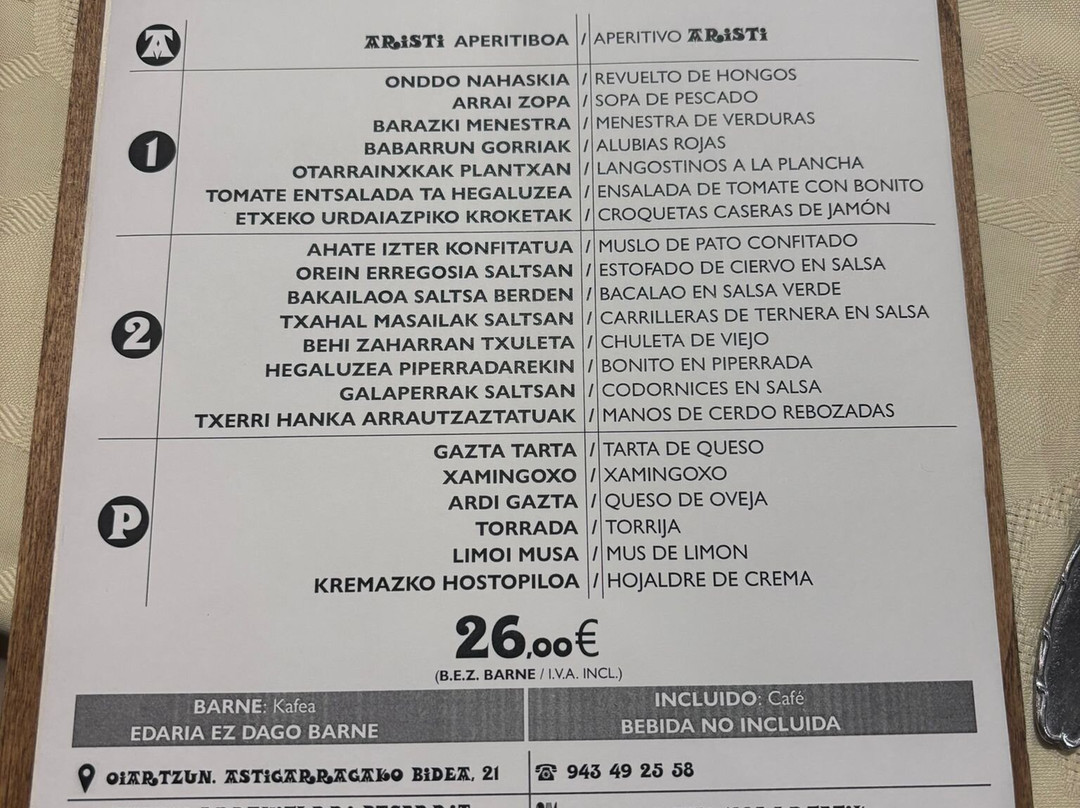 A ARiSTi APERITIBOA / APERITIVO ARiSTi
ONDDO NAHASKIA / REVUELTO DE HONGOS
ARRAI ZOPA / SOPA DE PESCADO
BARAZKI MENESTRA / MENESTRA DE VERDURAS
1 BABARRUN GORRIAK / ALUBIAS ROJAS
OTARRAINXKAK PLANTXAN / LANGOSTINOS A LA PLANCHA
TOMATE ENTSALADA TA HEGALUZEA / ENSALADA DE TOMATE CON BONITO
ETXEKO URDAIAZPIKO KROKETAK / CROQUETAS CASERAS DE JAMÓN
AHATE IZTER KONFITATUA / MUSLO DE PATO CONFITADO
OREIN ERREGOSIA SALTSAN / ESTOFADO DE CIERVO EN SALSA
BAKAILAOA SALTSA BERDEN / BACALAO EN SALSA VERDE
2 TXAHAL MASAILAK SALTSAN / CARRILLERAS DE TERNERA EN SALSA
BEHI ZAHARRAN TXULETA / CHULETA DE VIEJO
HEGALUZEA PIPERRADAREKIN / BONITO EN PIPERRADA
GALAPERRAK SALTSAN / CODORNICES EN SALSA
TXERRI HANKA ARRAUTZAZTATUAK / MANOS DE CERDO REBOZADAS
GAZTA TARTA / TARTA DE QUESO
XAMINGOXO / XAMINGOXO
ARDI GAZTA / QUESO DE OVEJA
P TORRADA / TORRIJA
LIMOI MUSA / MUS DE LIMON
KREMAZKO HOSTOPILOA / HOJALDRE DE CREMA
26,00€
(B.E.Z. BARNE / I.V.A. INCL.)
BARNE: Kafea
EDARIA EZ DAGO BARNE
INCLUIDO: Café
BEBIDA NO INCLUIDA
OiARTZUN. ASTiGARRAGAKO BiDEA, 21
943 49 25 58